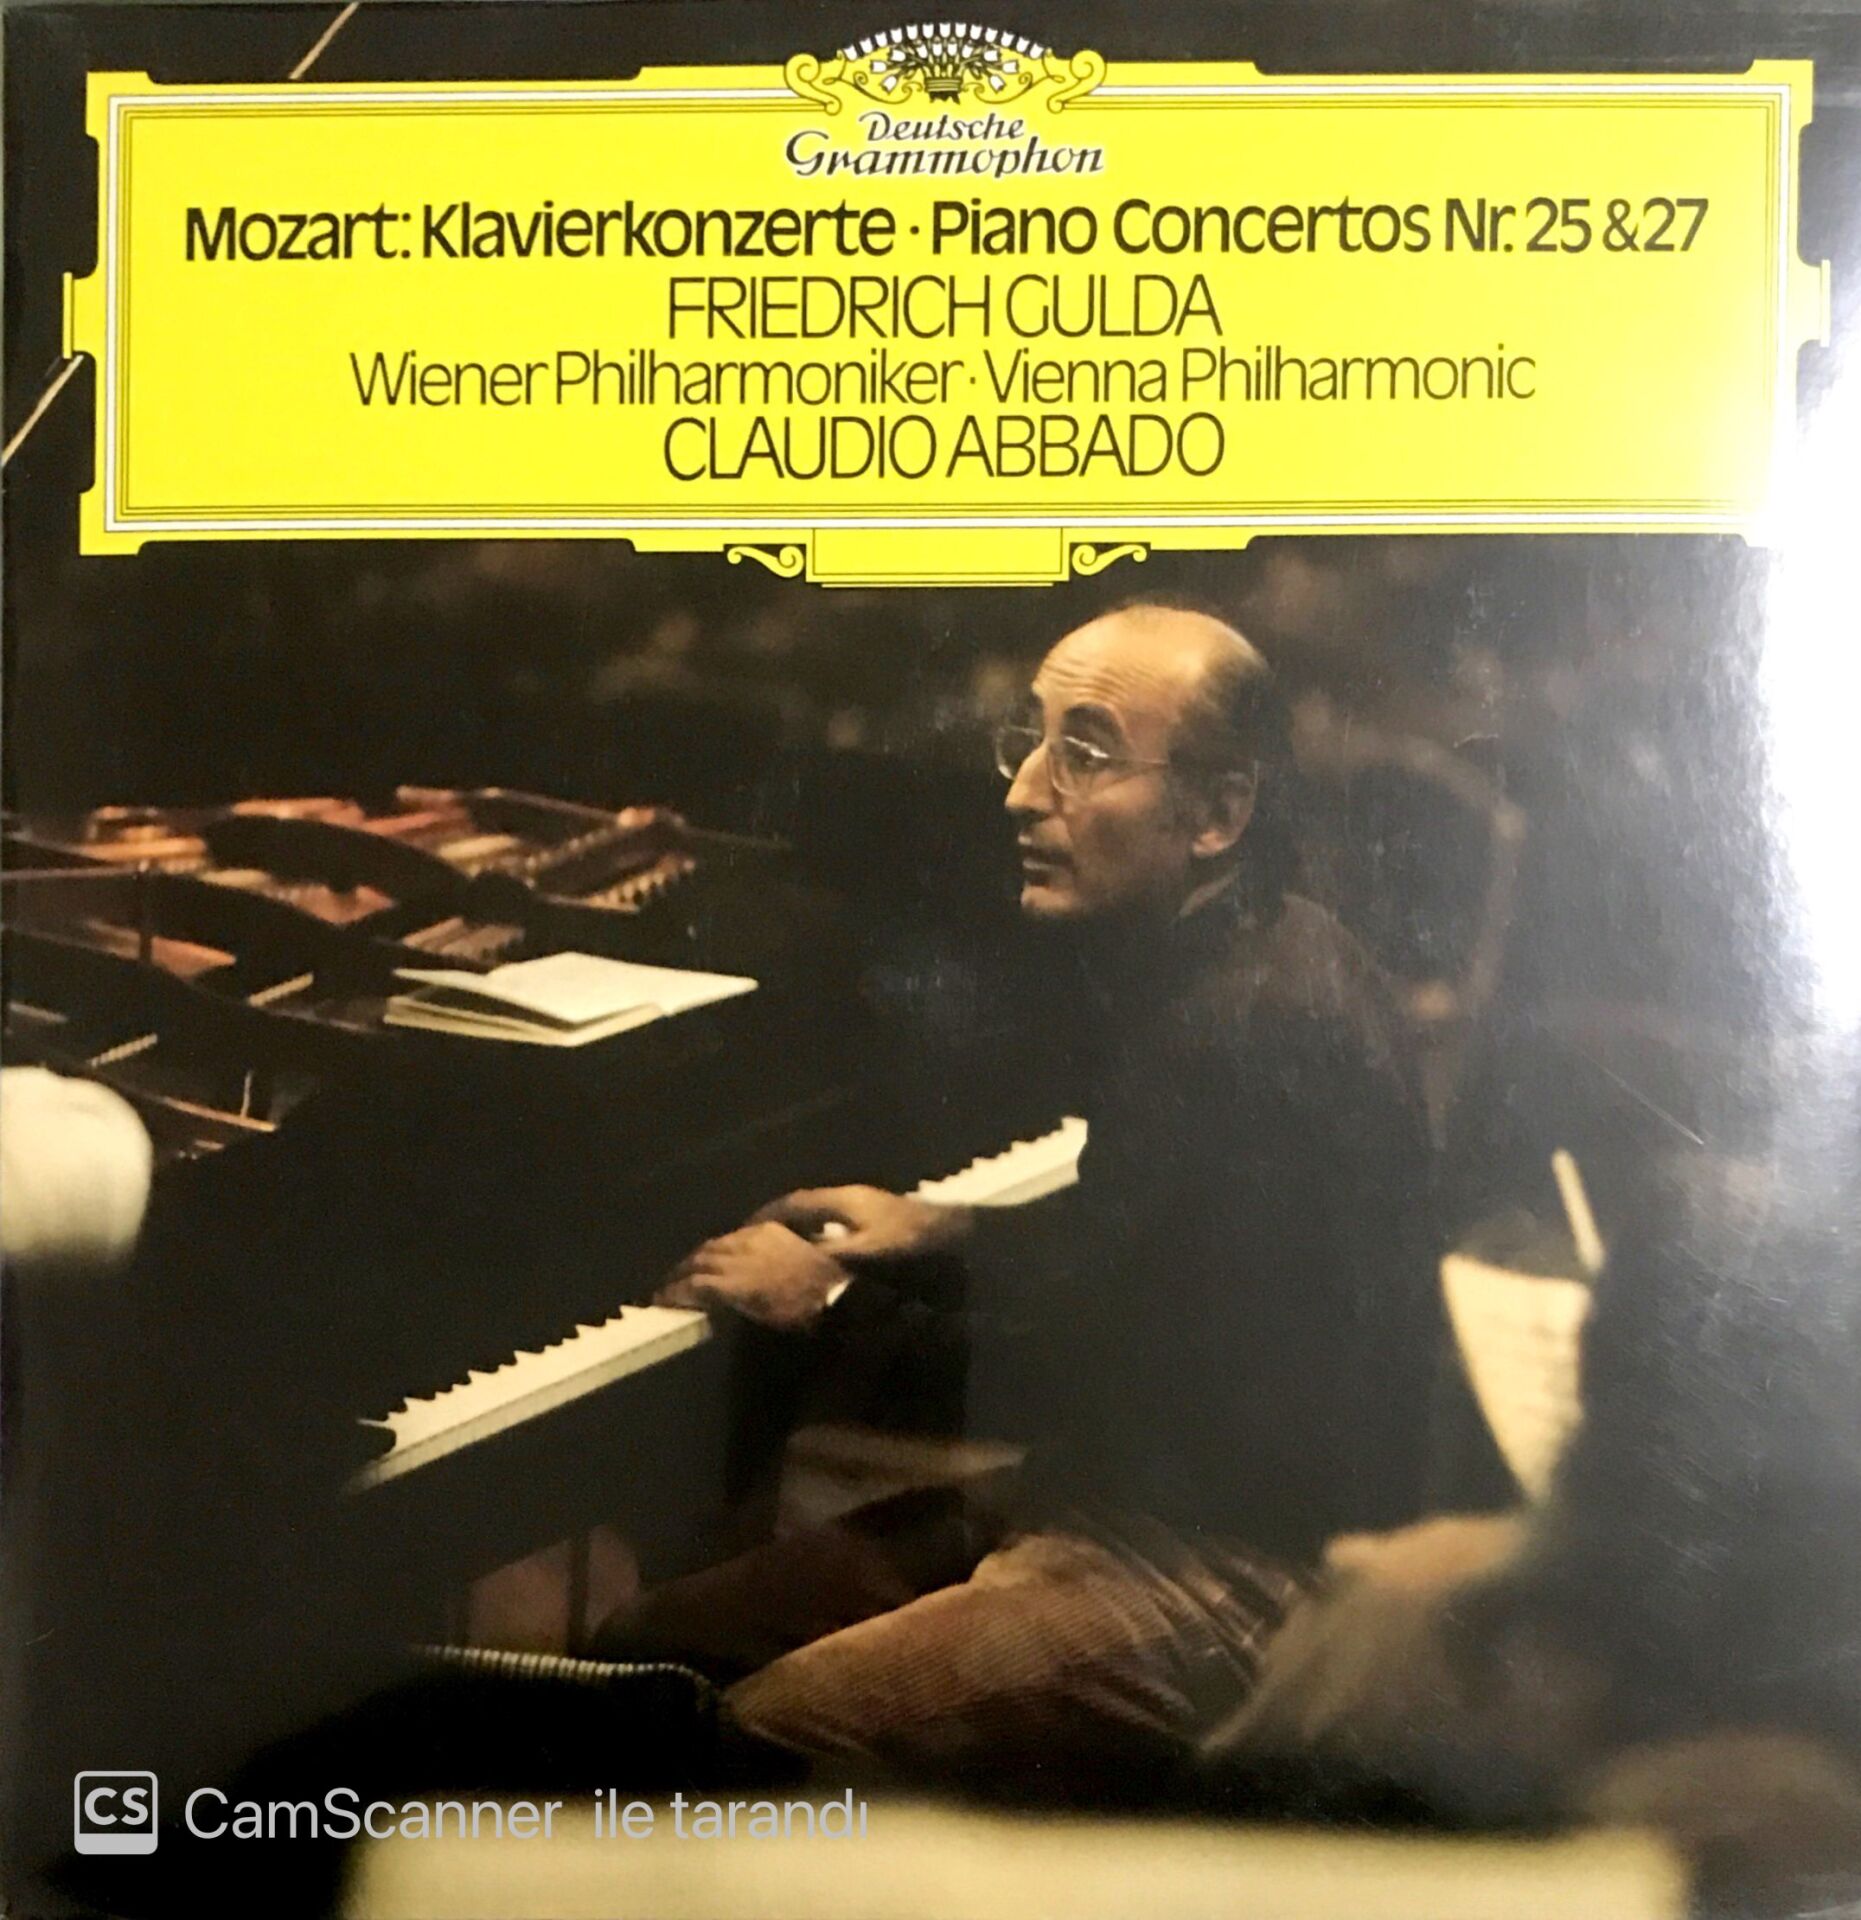 Deutsche
Grammophon
Mozart: Klavierkonzerte · Piano Concertos Nr. 25 & 27
FRIEDRICH GULDA
Wiener Philharmoniker · Vienna Philharmonic
CLAUDIO ABBADO
CS CamScanner ile tarandı